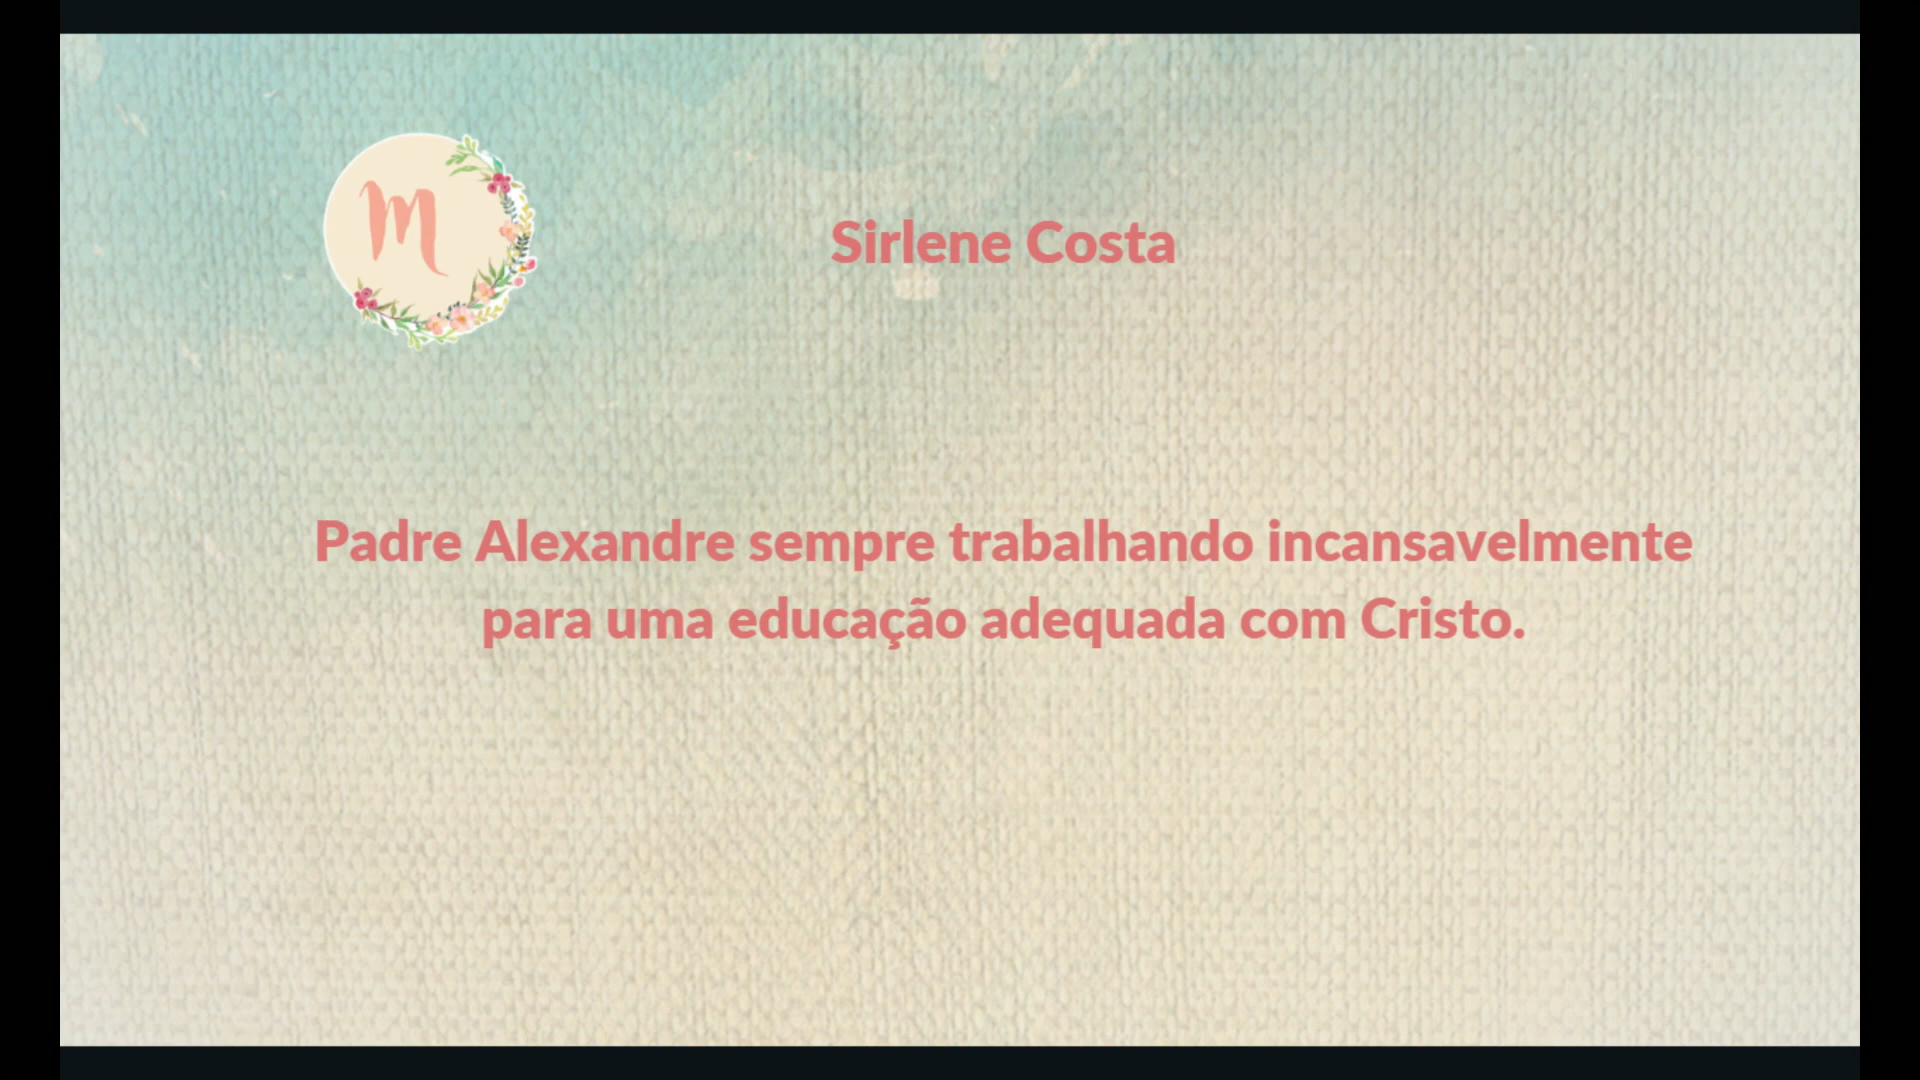 M
Sirlene Costa
Padre Alexandre sempre trabalhando incansavelmente
para uma educação adequada com Cristo.